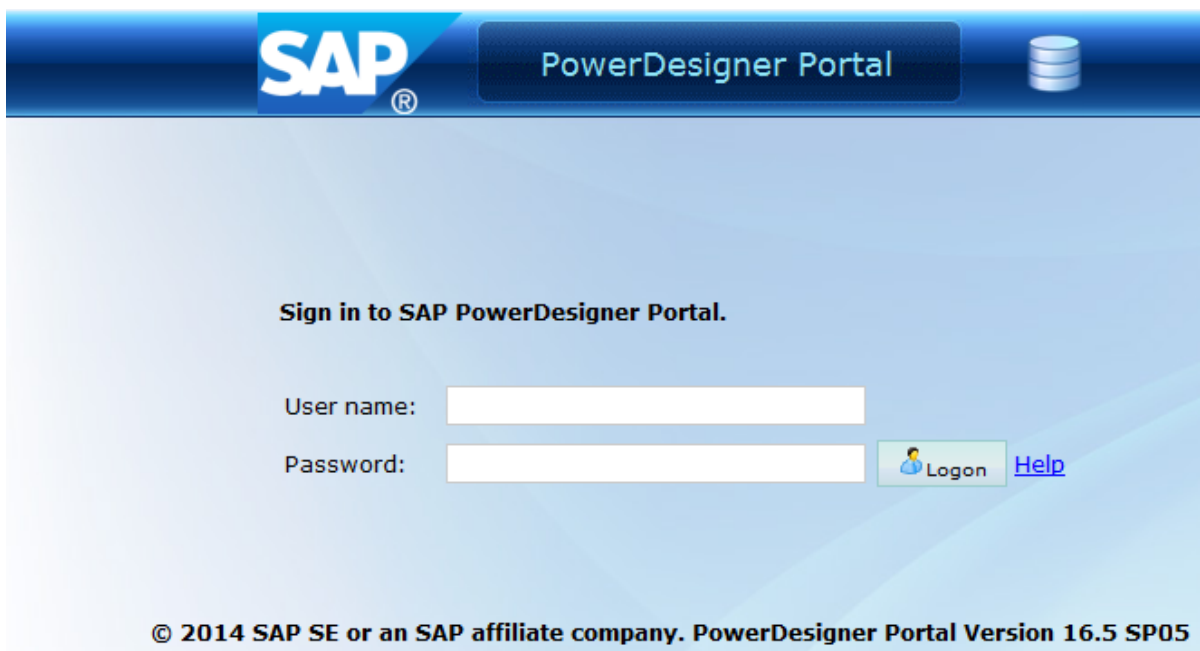 SAP®
PowerDesigner Portal
Sign in to SAP PowerDesigner Portal.
User name:
Password:
Logon Help
© 2014 SAP SE or an SAP affiliate company. PowerDesigner Portal Version 16.5 SP05